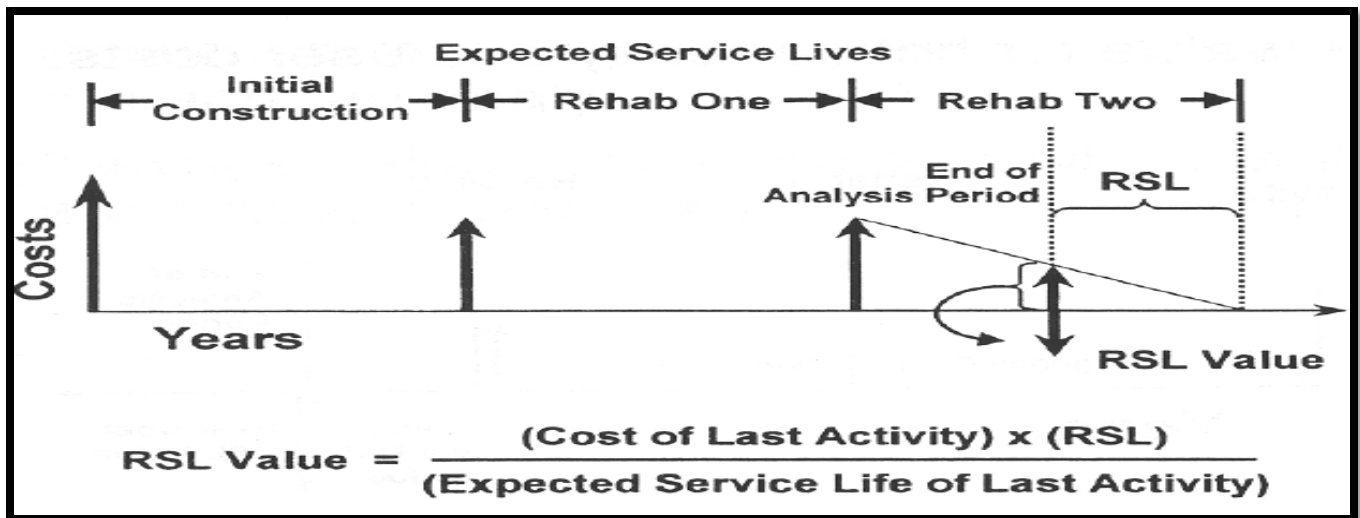 Expected Service Lives
Initial
Construction
Rehab One
Rehab Two
End of
Analysis Period
RSL
Costs
Years
RSL Value
RSL Value = (Cost of Last Activity) x (RSL)
(Expected Service Life of Last Activity)